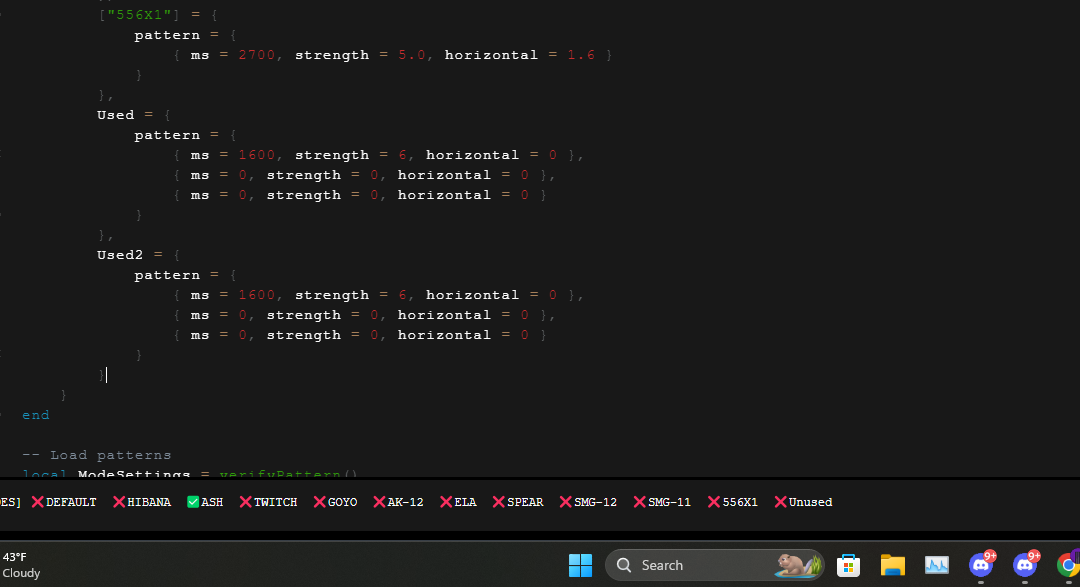 ["556X1"] = {
pattern = {
{ ms = 2700, strength = 5.0, horizontal = 1.6 }
}
},
Used = {
pattern = {
{ ms = 1600, strength = 6, horizontal = 0 },
{ ms = 0, strength = 0, horizontal = 0 },
{ ms = 0, strength = 0, horizontal = 0 }
}
},
Used2 = {
pattern = {
{ ms = 1600, strength = 6, horizontal = 0 },
{ ms = 0, strength = 0, horizontal = 0 },
{ ms = 0, strength = 0, horizontal = 0 }
}
}
}
end
-- Load patterns
local ModeSettings = verifyPattern()
ES] ❌DEFAULT ❌HIBANA ✅ASH ❌TWITCH ❌GOYO ❌AK-12 ❌ELA ❌SPEAR ❌SMG-12 ❌SMG-11 ❌556X1 ❌Unused
43°F
Cloudy
Search
9+
9+